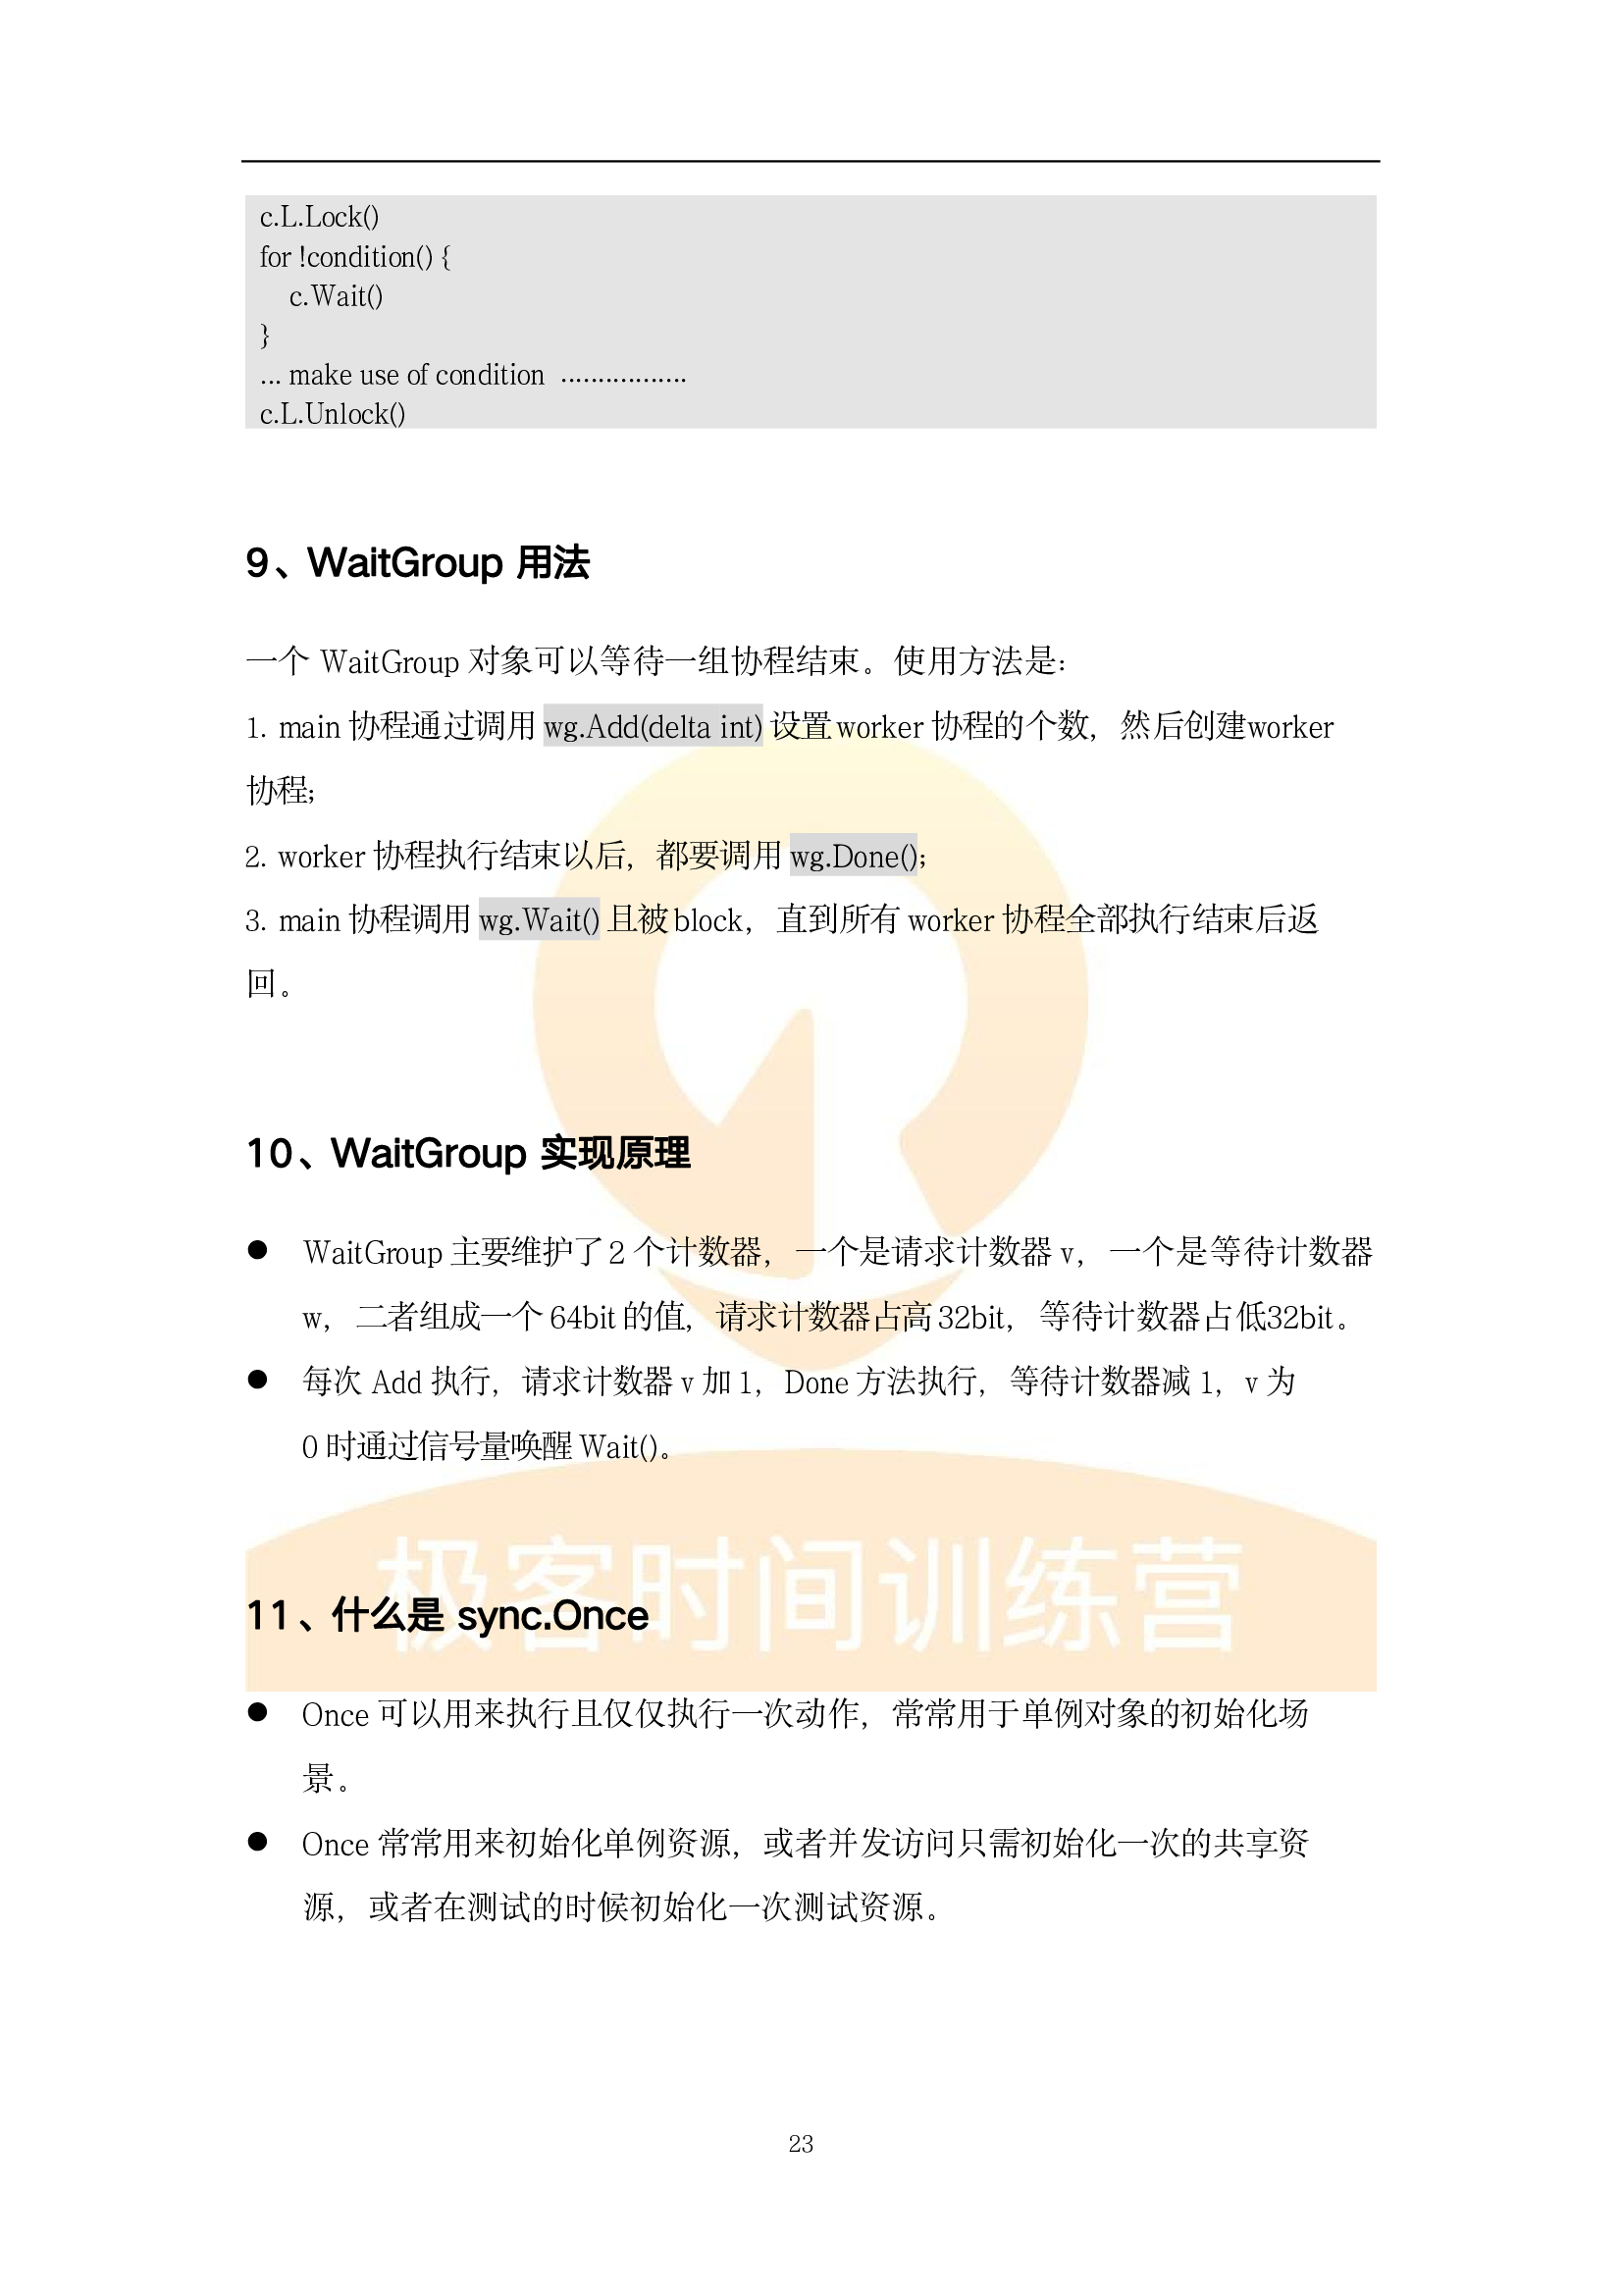 c.L.Lock()
for !condition() {
c.Wait()
}
... make use of condition .................
c.L.Unlock()
9、WaitGroup 用法
一个 WaitGroup 对象可以等待一组协程结束。使用方法是：
1. main 协程通过调用 wg.Add(delta int) 设置 worker 协程的个数，然后创建worker
协程；
2. worker 协程执行结束以后，都要调用 wg.Done()；
3. main 协程调用 wg.Wait() 且被 block，直到所有 worker 协程全部执行结束后返
回。
10、WaitGroup 实现原理
● WaitGroup 主要维护了 2 个计数器，一个是请求计数器 v，一个是等待计数器
w，二者组成一个 64bit 的值，请求计数器占高 32bit，等待计数器占低32bit。
● 每次 Add 执行，请求计数器 v 加 1，Done 方法执行，等待计数器减 1，v 为
0 时通过信号量唤醒 Wait()。
极客时间训练营
11、什么是 sync.Once
● Once 可以用来执行且仅仅执行一次动作，常常用于单例对象的初始化场
景。
● Once 常常用来初始化单例资源，或者并发访问只需初始化一次的共享资
源，或者在测试的时候初始化一次测试资源。
23